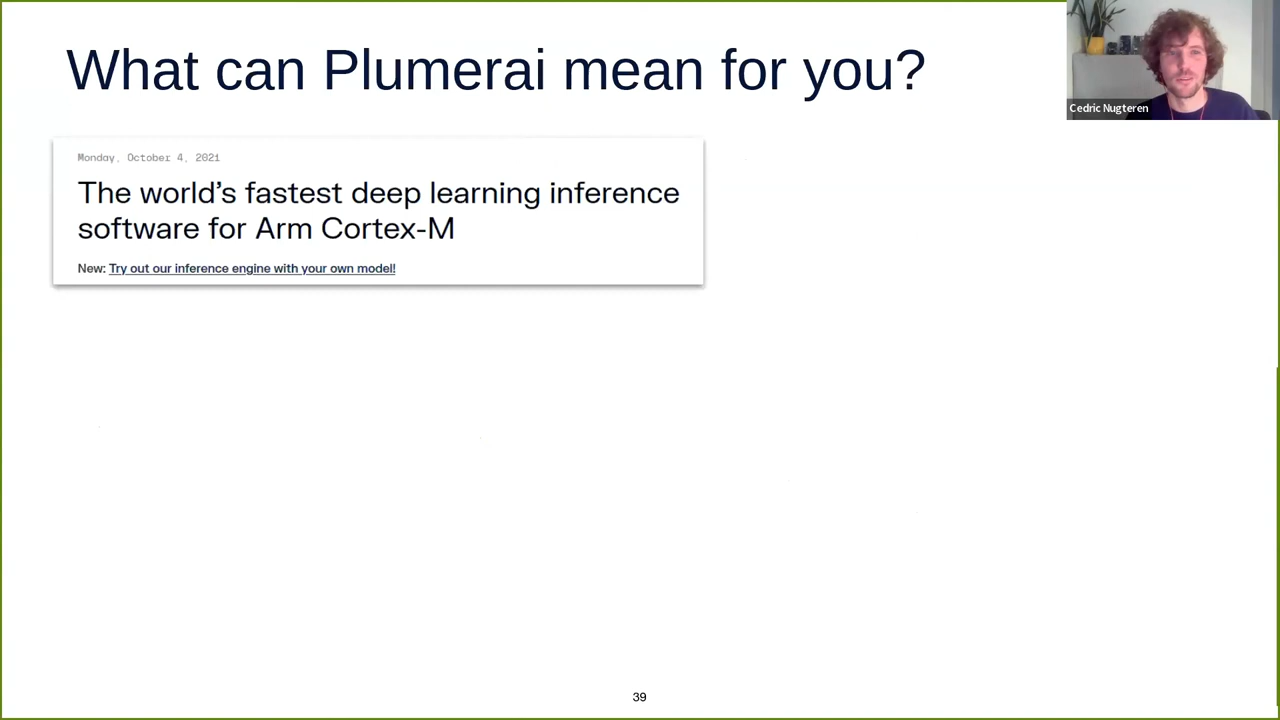 What can Plumerai mean for you?
Cedric Nugteren
Monday, October 4, 2021
The world’s fastest deep learning inference
software for Arm Cortex-M
New: Try out our inference engine with your own model!
39